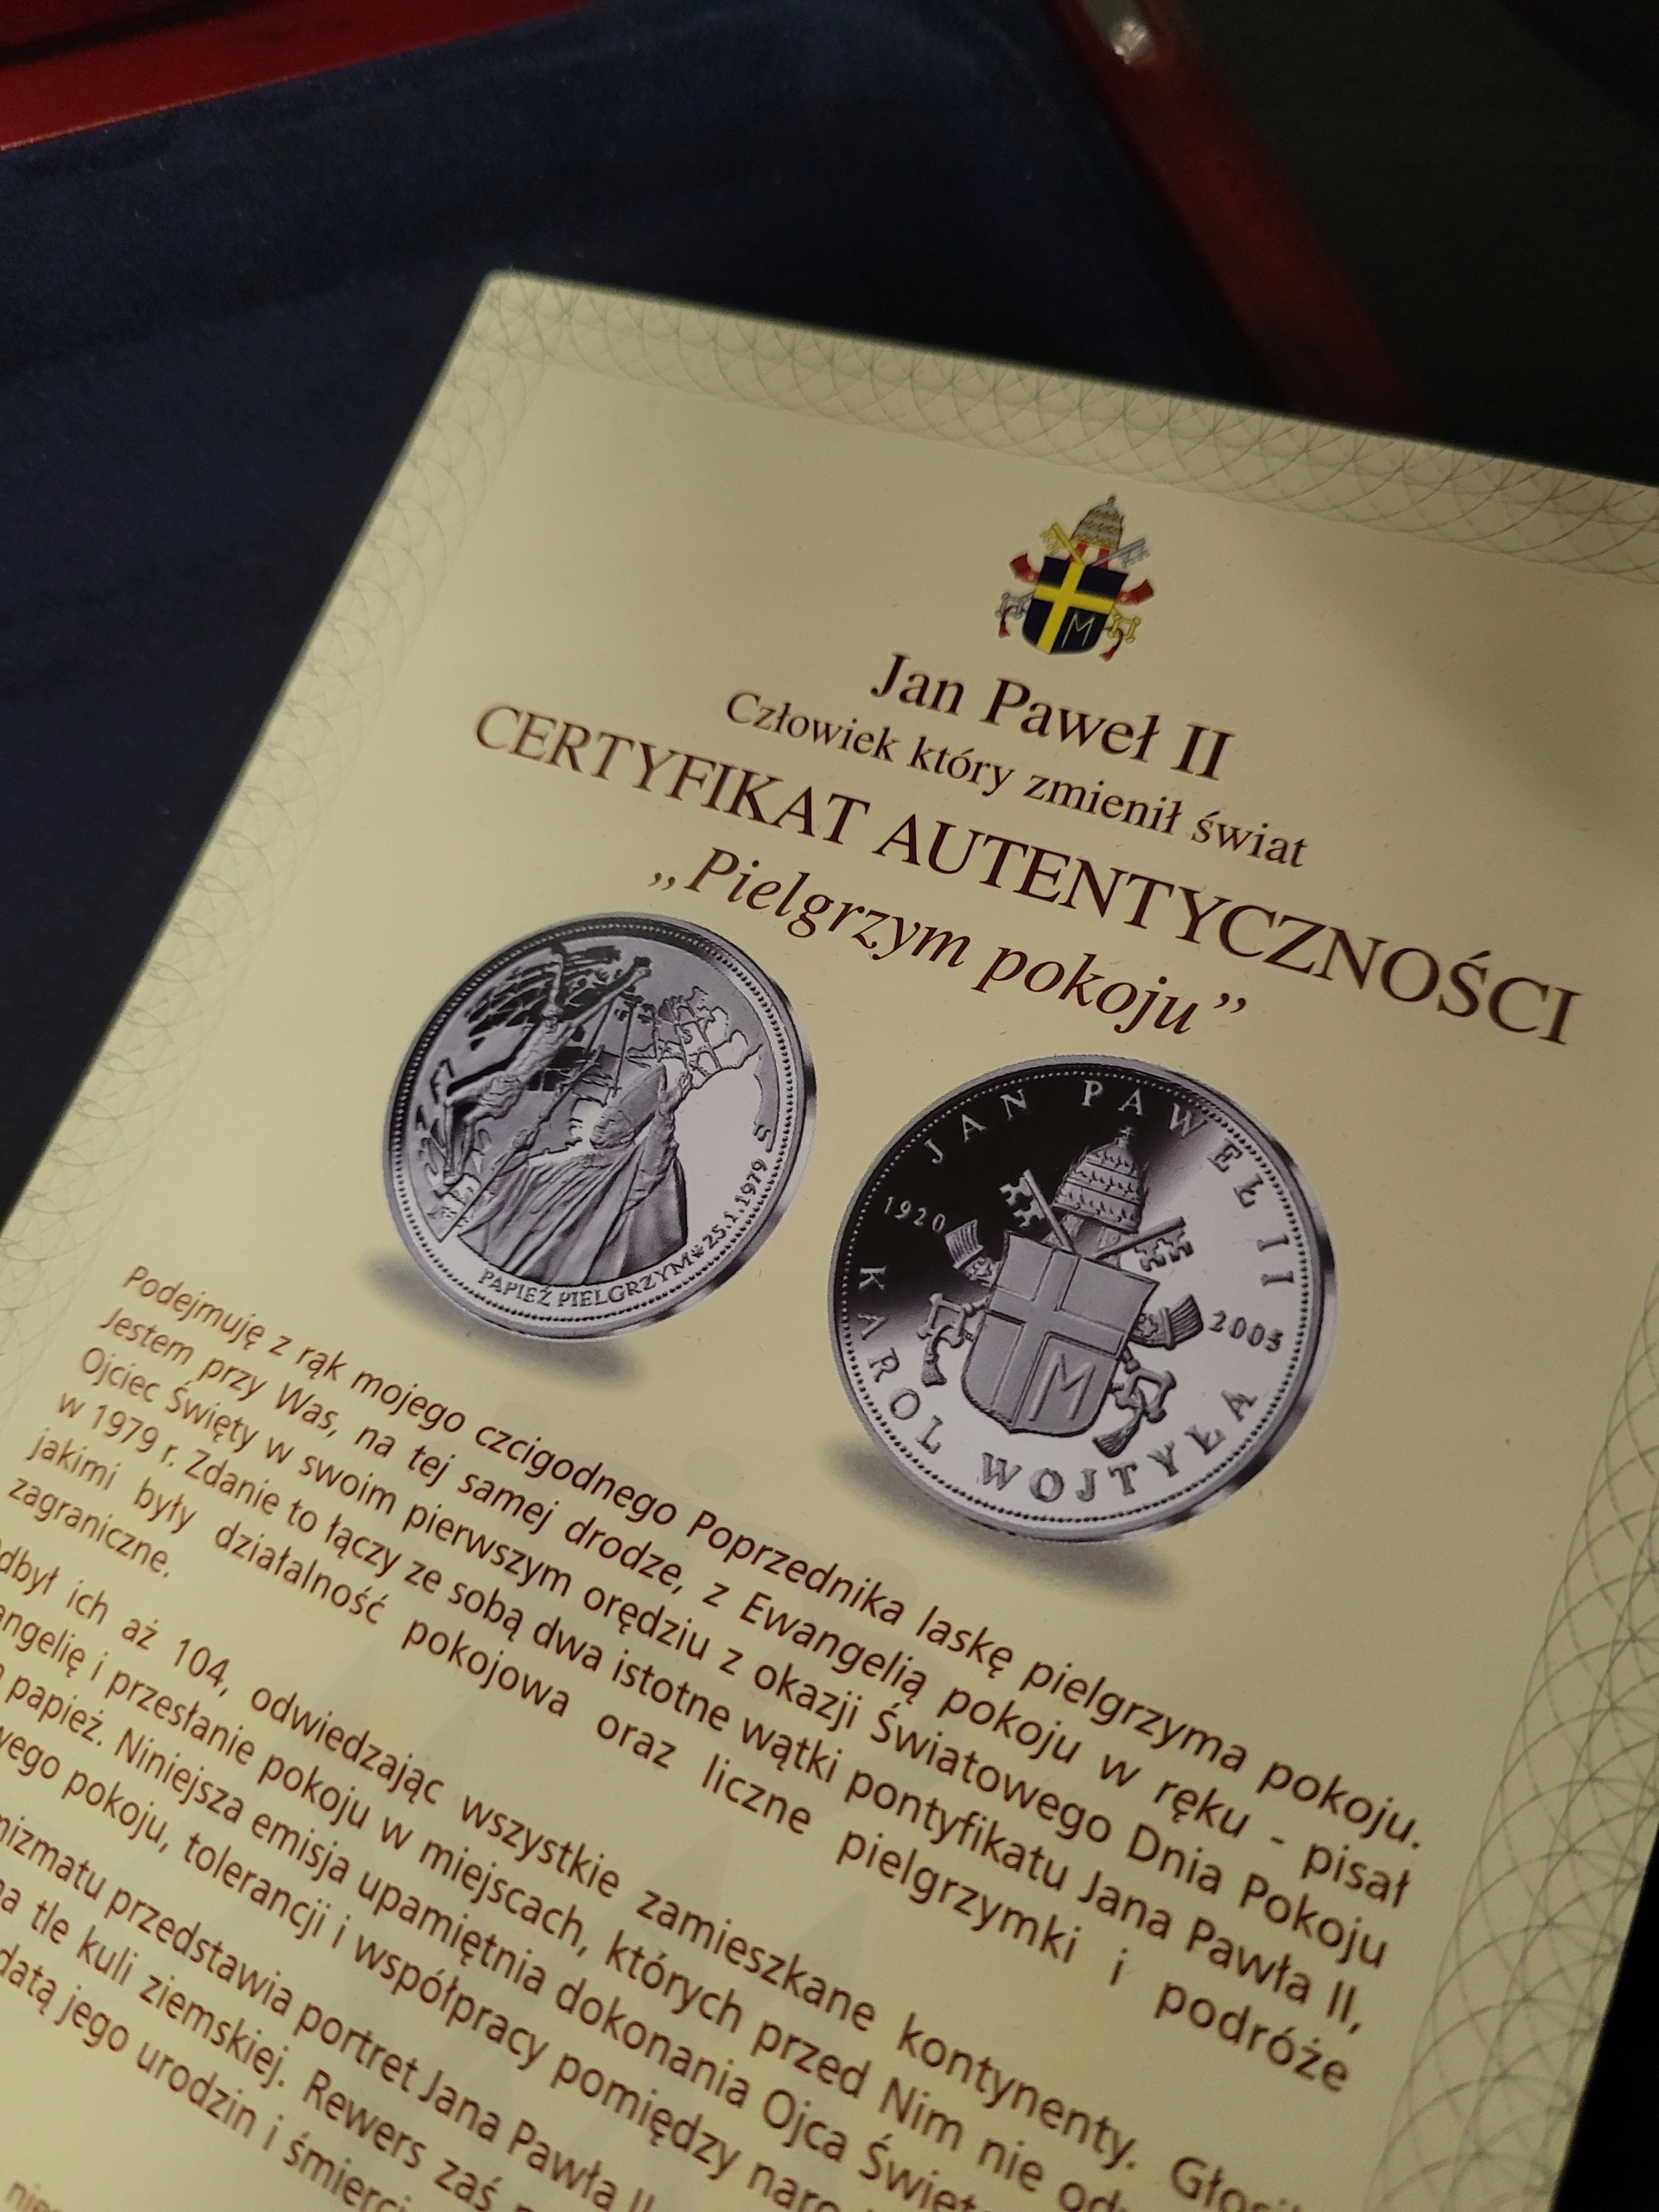 Jan Paweł II
Człowiek który zmienił świat
CERTYFIKAT AUTENTYCZNOŚCI
„Pielgrzym pokoju”
PAPIEŻ PIELGRZYM * 25.1.1979
JAN PAWEŁ II
1920
2005
KAROL WOJTYŁA
M
Podejmuję z rąk mojego czcigodnego Poprzednika laskę pielgrzyma pokoju.
Jestem przy Was, na tej samej drodze, z Ewangelią pokoju w ręku - pisał
Ojciec Święty w swoim pierwszym orędziu z okazji Światowego Dnia Pokoju
w 1979 r. Zdanie to łączy ze sobą dwa istotne wątki pontyfikatu Jana Pawła II,
jakimi były działalność pokojowa oraz liczne pielgrzymki i podróże
zagraniczne.
ich aż 104, odwiedzając wszystkie zamieszkane kontynenty.
i przesłanie pokoju w miejscach, których przed Nim nie
papież. Niniejsza emisja upamiętnia dokonania Ojca
pokoju, tolerancji i współpracy pomiędzy
przedstawia portret Jana Pawła II
na tle kuli ziemskiej. Rewers zaś
datą jego urodzin i śmierci